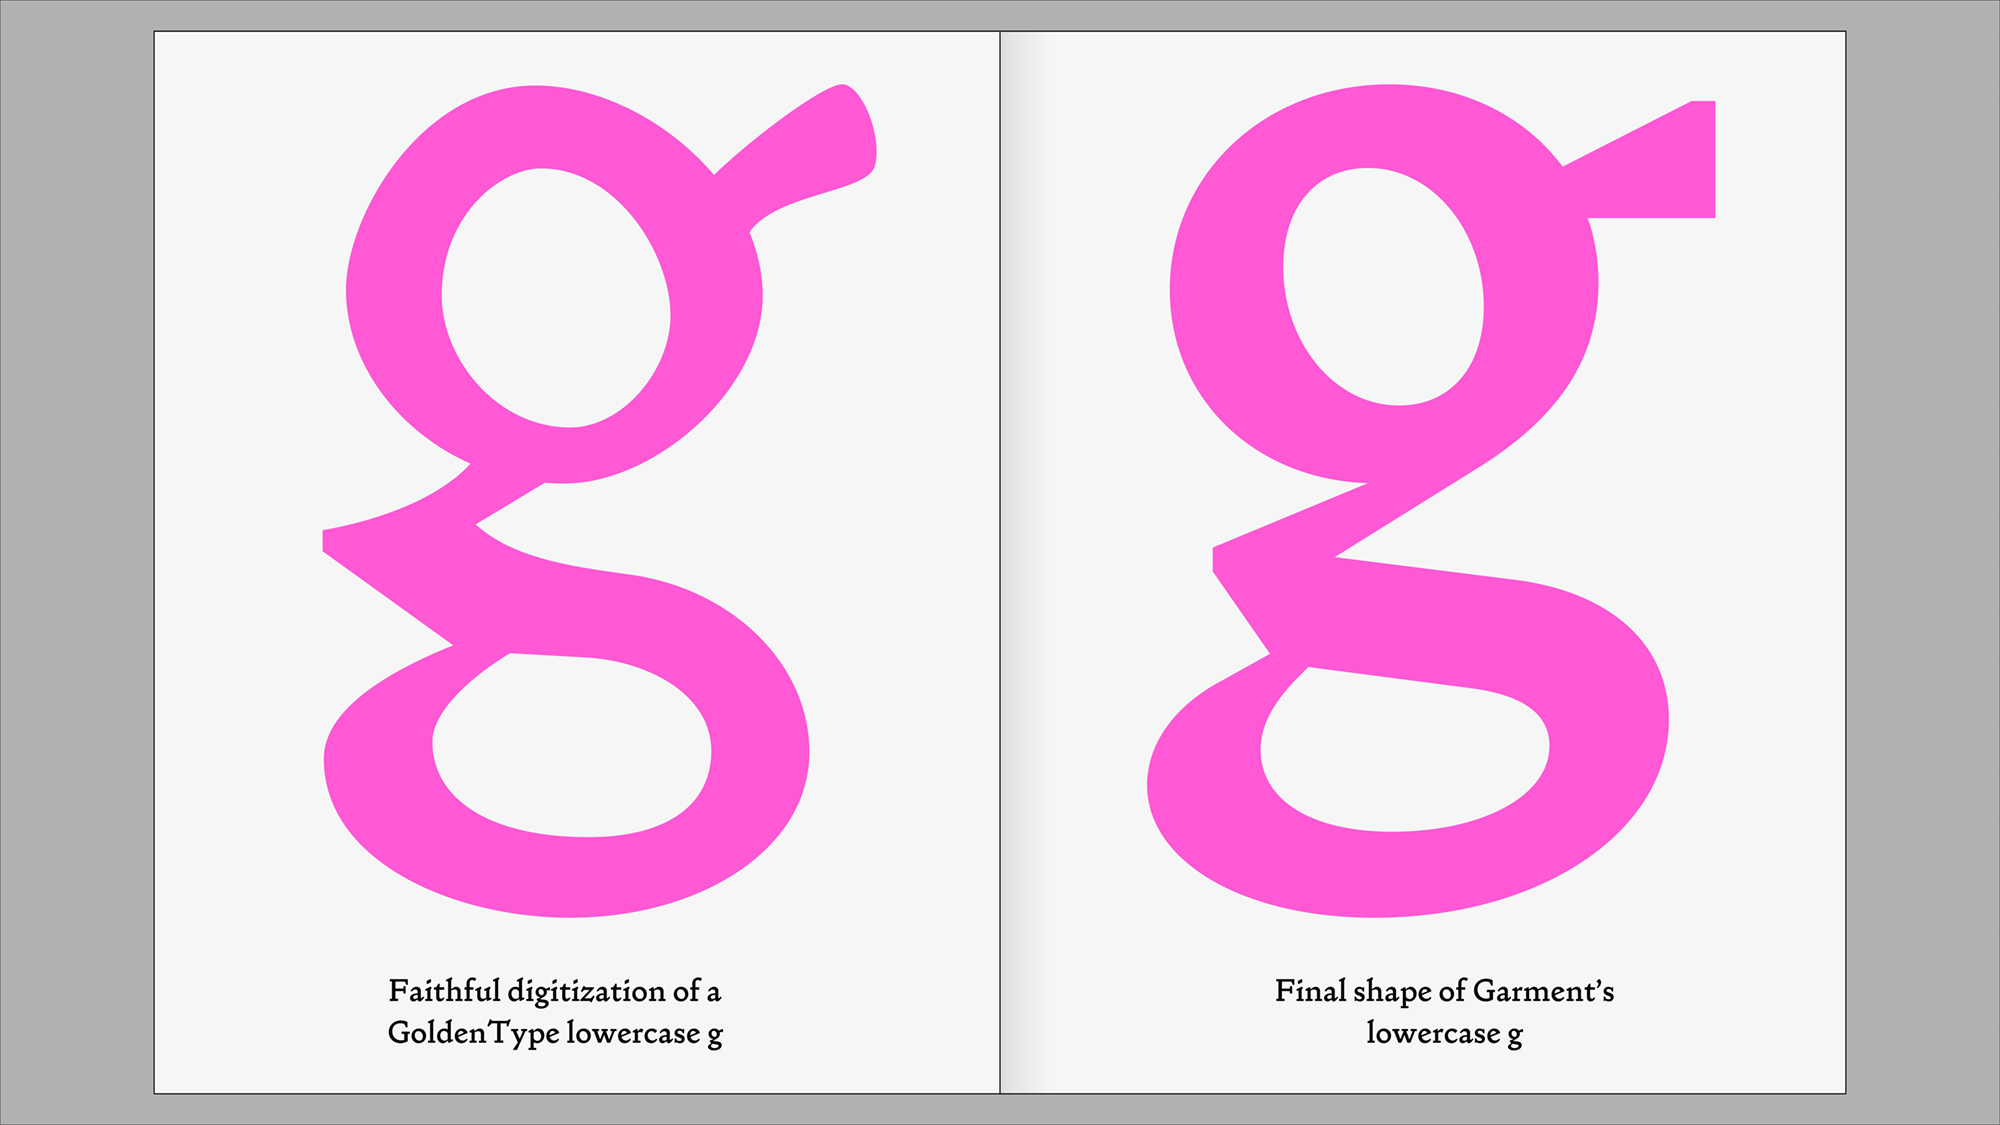 g
g
Faithful digitization of a
GoldenType lowercase g
Final shape of Garment's
lowercase g